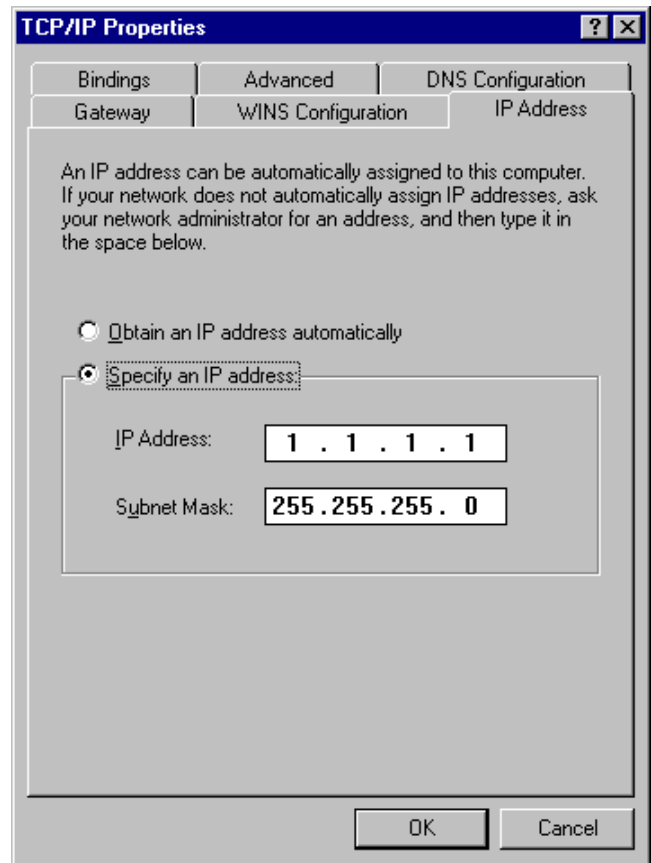 TCP/IP Properties
? X
Bindings Advanced DNS Configuration
Gateway WINS Configuration IP Address
An IP address can be automatically assigned to this computer.
If your network does not automatically assign IP addresses, ask
your network administrator for an address, and then type it in
the space below.
Obtain an IP address automatically
Specify an IP address:
IP Address: 1 . 1 . 1 . 1
Subnet Mask: 255.255.255. 0
OK Cancel